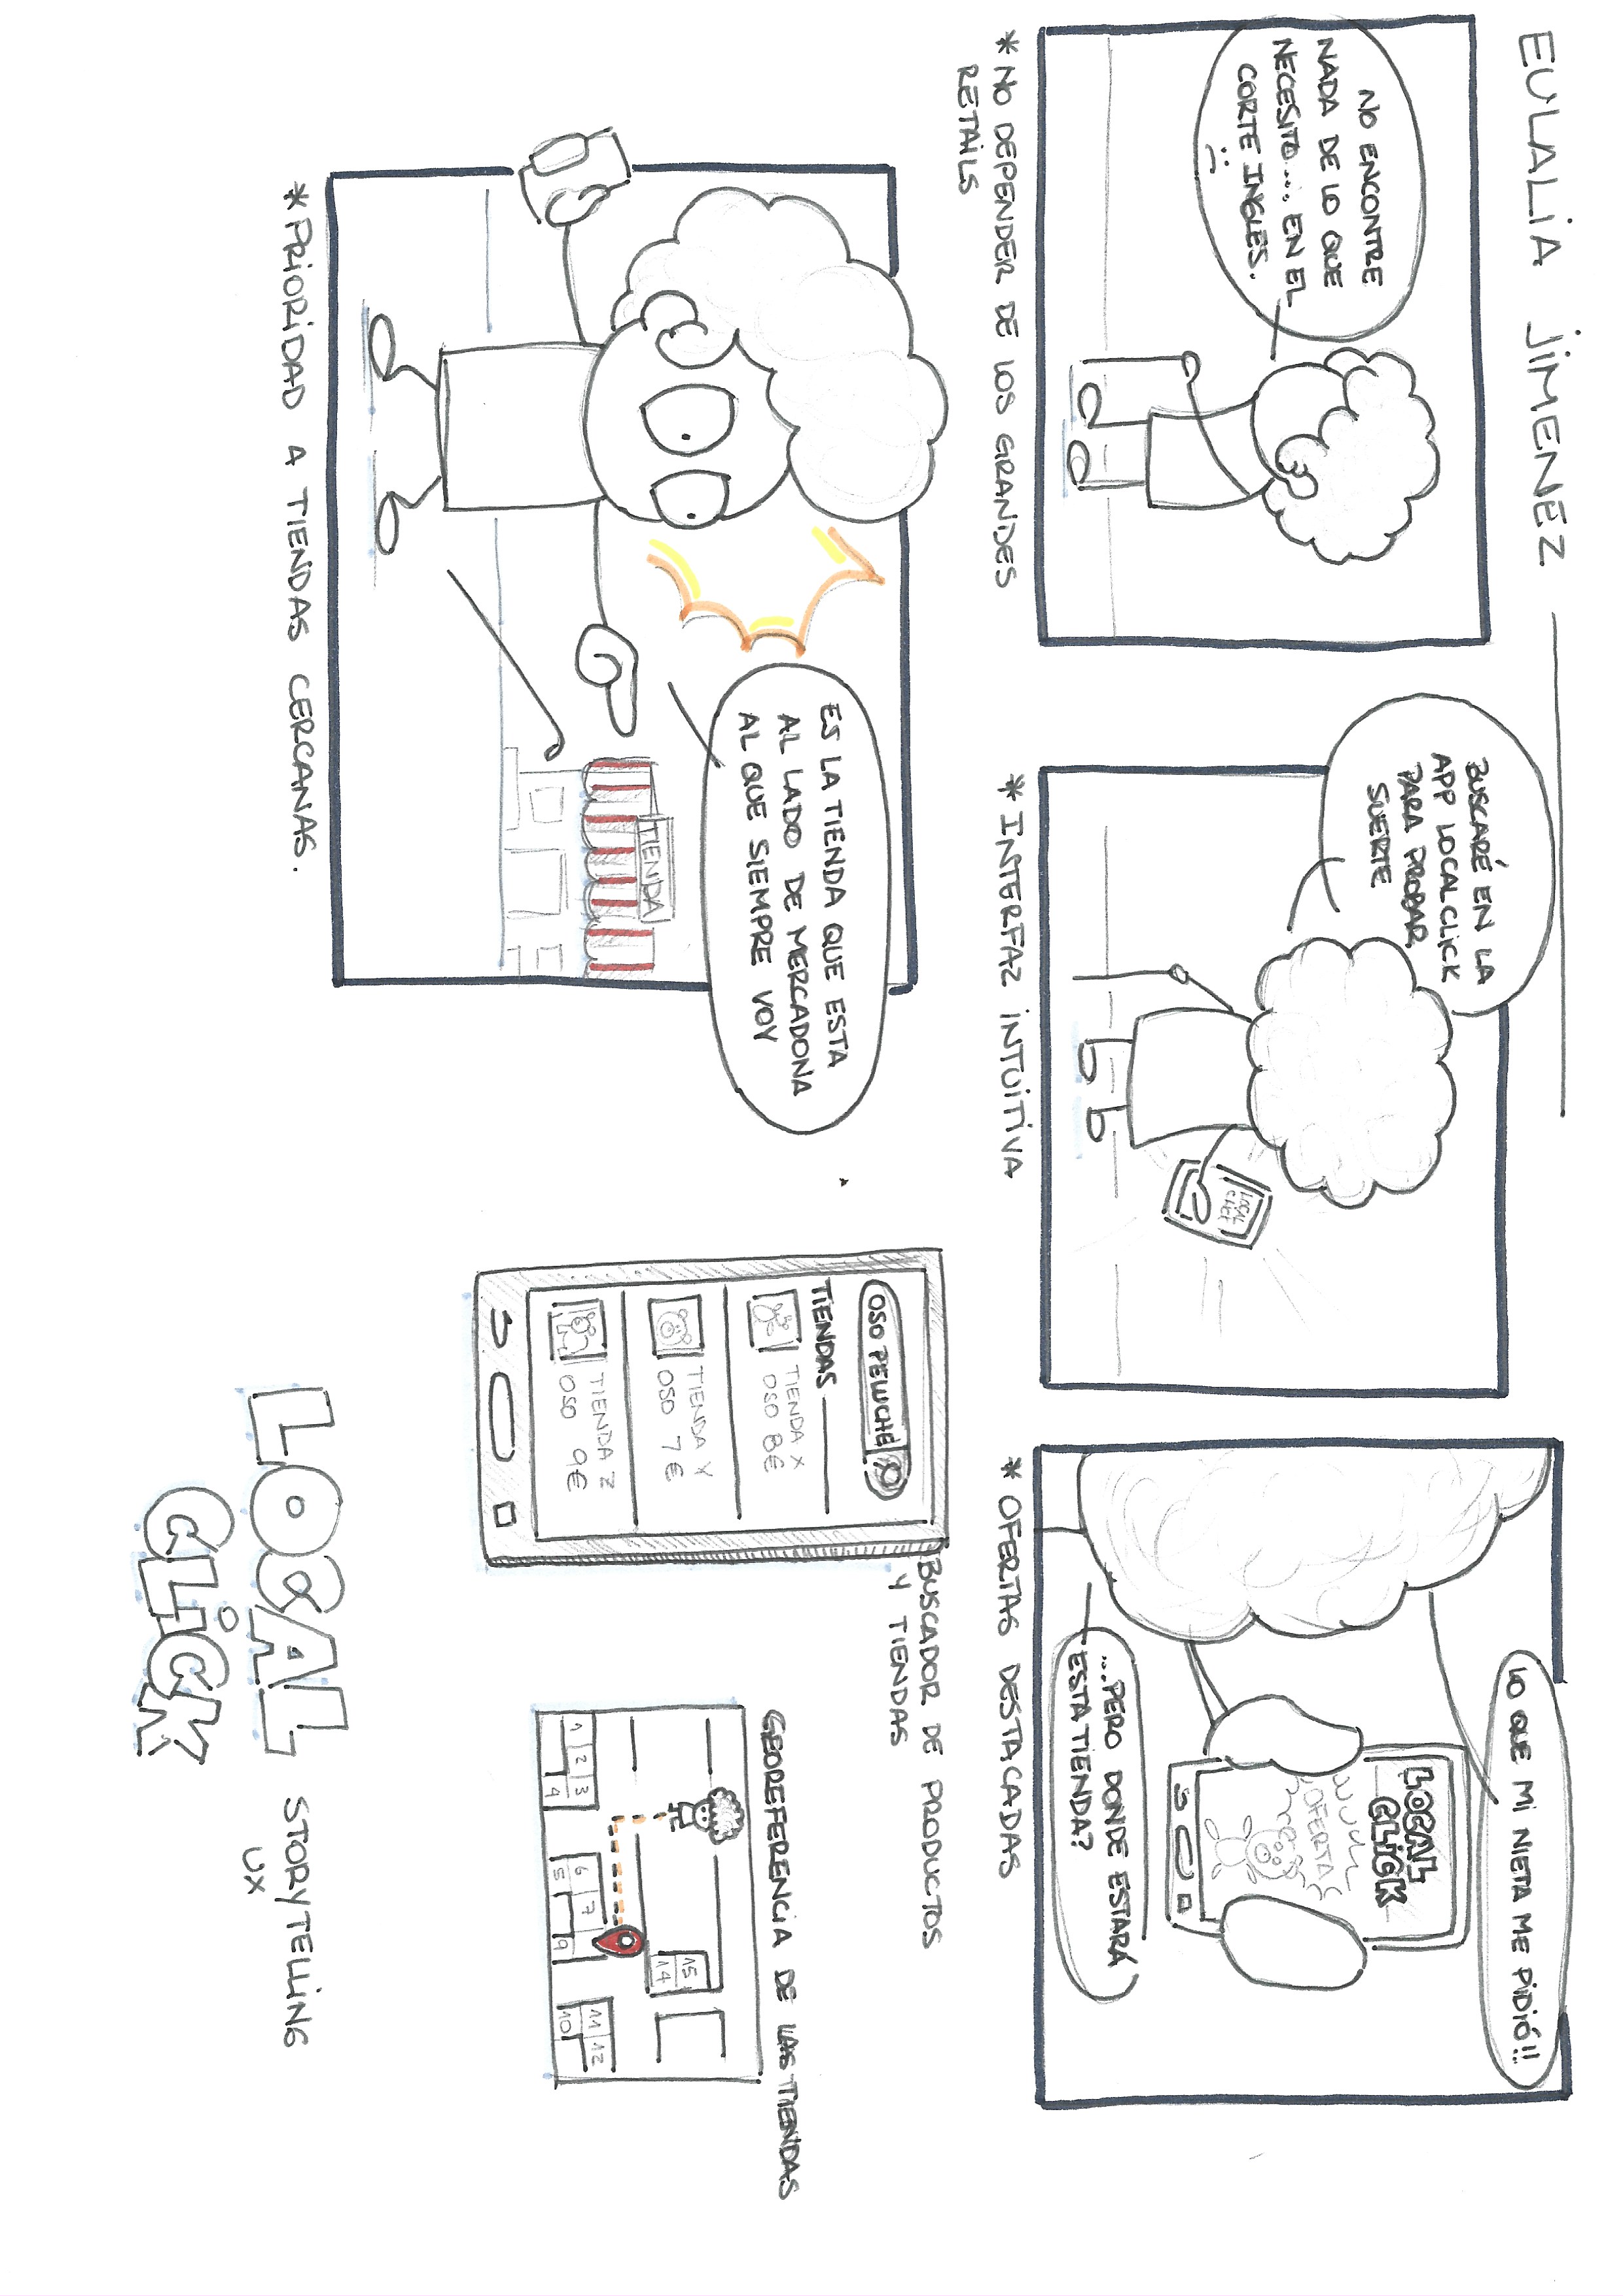 EULALIA JIMENEZ
NO ENCONTRE
NADA DE LO QUE
NECESITO.... EN EL
CORTE INGLES.
:(
* NO DEPENDER DE LOS GRANDES
RETAILS
BUSCARÉ EN LA
APP LOCALCLICK
PARA PROBAR
SUERTE
LOCAL
CLICK
* INTERFAZ INTUITIVA
LO QUE MI NIETA ME PIDIÓ!!
LOCAL
CLICK
OFERTAS
...PERO DONDE ESTARÁ
ESTA TIENDA?
* OFERTAS DESTACADAS
ES LA TIENDA QUE ESTA
AL LADO DE MERCADONA
AL QUE SIEMPRE VOY
TIENDA
* PRIORIDAD A TIENDAS CERCANAS.
BUSCADOR DE PRODUCTOS
Y TIENDAS
OSO PELUCHE
TIENDAS
TIENDA X
OSO 8€
TIENDA Y
OSO 7€
TIENDA Z
OSO 9€
GEOREFERENCIA DE LAS TIENDAS
15
14
1 2 3
4
6 7
5 9
11 12
10
LOCAL
CLICK
STORYTELLING
UX